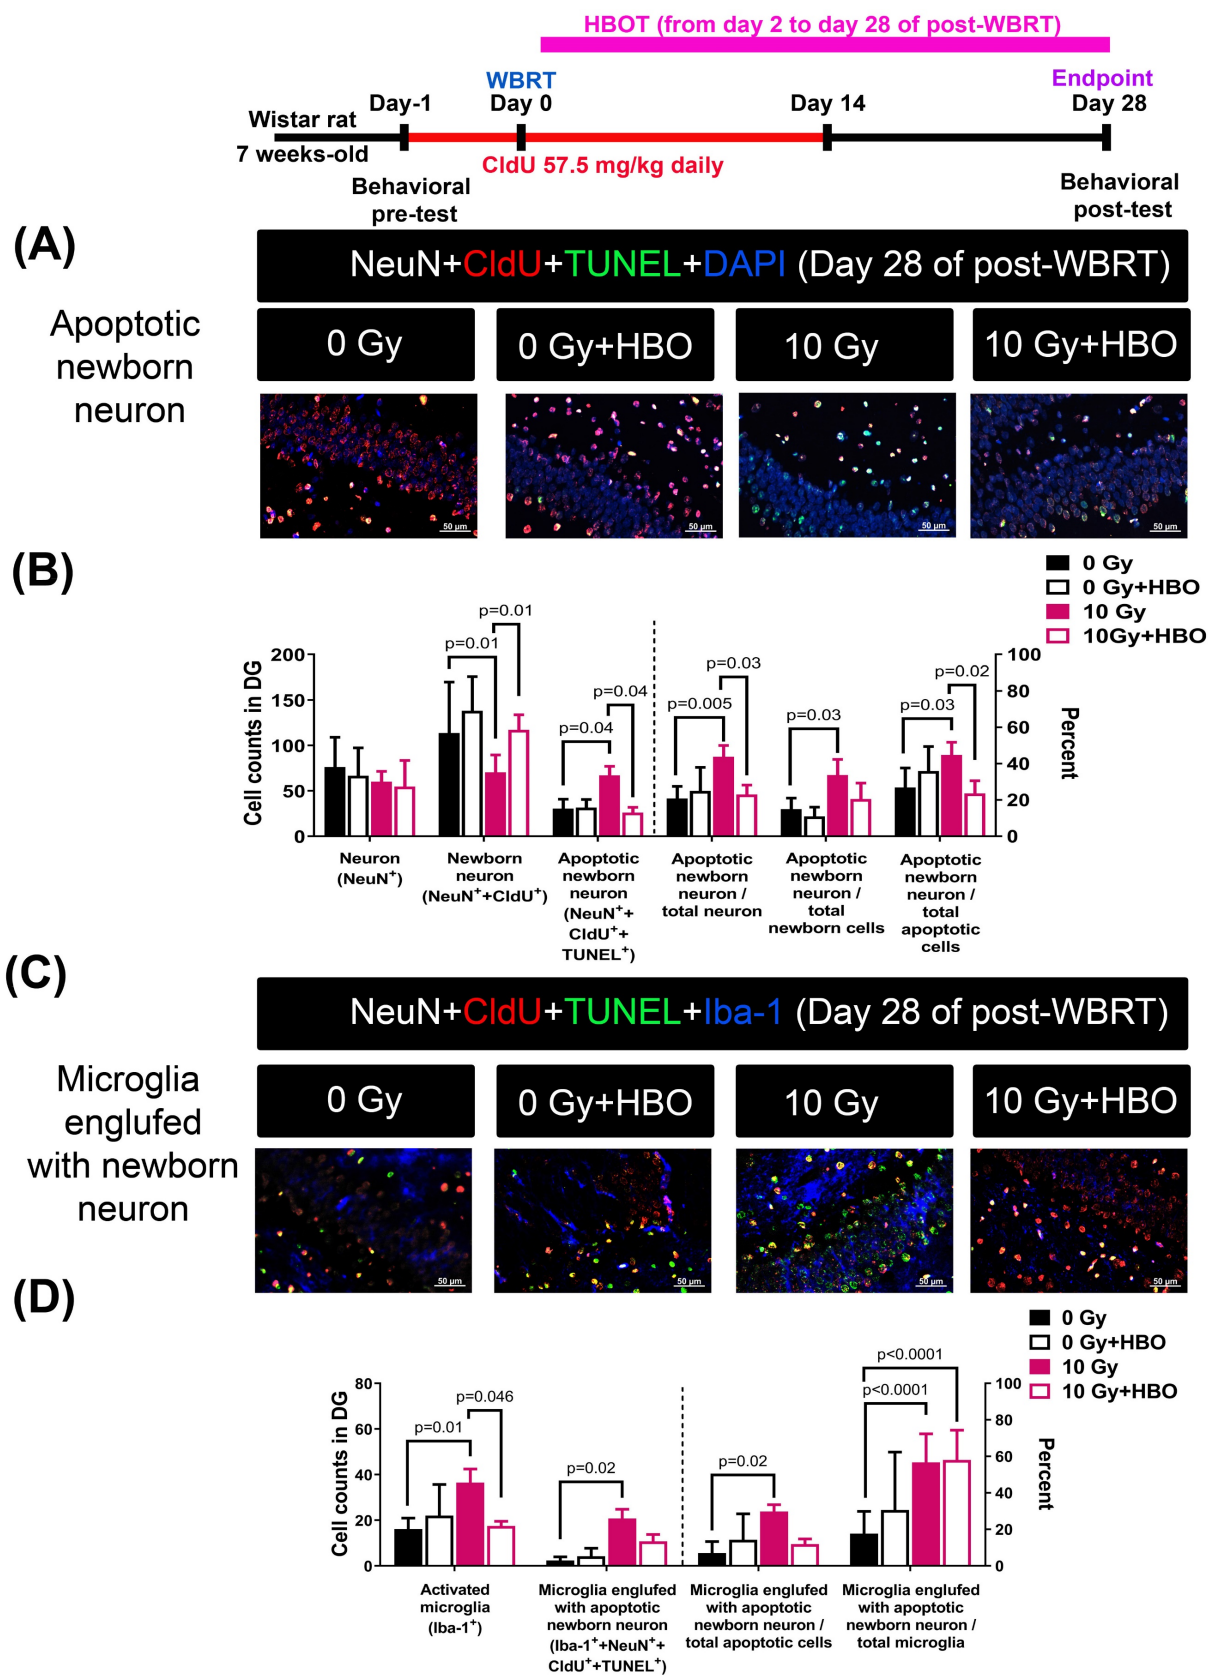 HBOT (from day 2 to day 28 of post-WBRT)
WBRT
Endpoint
Day-1
Day 0
Day 14
Day 28
Wistar rat
7 weeks-old
CldU 57.5 mg/kg daily
Behavioral
pre-test
Behavioral
post-test
(A)
NeuN+CldU+TUNEL+DAPI (Day 28 of post-WBRT)
Apoptotic
newborn
neuron
0 Gy
0 Gy+HBO
10 Gy
10 Gy+HBO
50 µm
50 µm
50 µm
50 µm
(B)
0 Gy
0 Gy+HBO
10 Gy
10Gy+HBO
Cell counts in DG
200
150
100
50
0
p=0.01
p=0.01
p=0.04
p=0.04
p=0.005
p=0.03
p=0.03
p=0.03
p=0.02
100
80
60
40
20
0
Percent
Neuron
(NeuN+)
Newborn
neuron
(NeuN++CldU+)
Apoptotic
newborn
neuron
(NeuN++
CldU++
TUNEL+)
Apoptotic
newborn
neuron /
total neuron
Apoptotic
newborn
neuron /
total
newborn cells
Apoptotic
newborn
neuron /
total
apoptotic
cells
(C)
NeuN+CldU+TUNEL+Iba-1 (Day 28 of post-WBRT)
Microglia
englufed
with newborn
neuron
0 Gy
0 Gy+HBO
10 Gy
10 Gy+HBO
50 µm
50 µm
50 µm
50 µm
(D)
0 Gy
0 Gy+HBO
10 Gy
10 Gy+HBO
Cell counts in DG
80
60
40
20
0
p=0.01
p=0.046
p=0.02
p=0.02
p<0.0001
p<0.0001
100
80
60
40
20
0
Percent
Activated
microglia
(Iba-1+)
Microglia englufed
with apoptotic
newborn neuron
(Iba-1++NeuN++
CldU++TUNEL+)
Microglia englufed
with apoptotic
newborn neuron /
total apoptotic cells
Microglia englufed
with apoptotic
newborn neuron /
total microglia